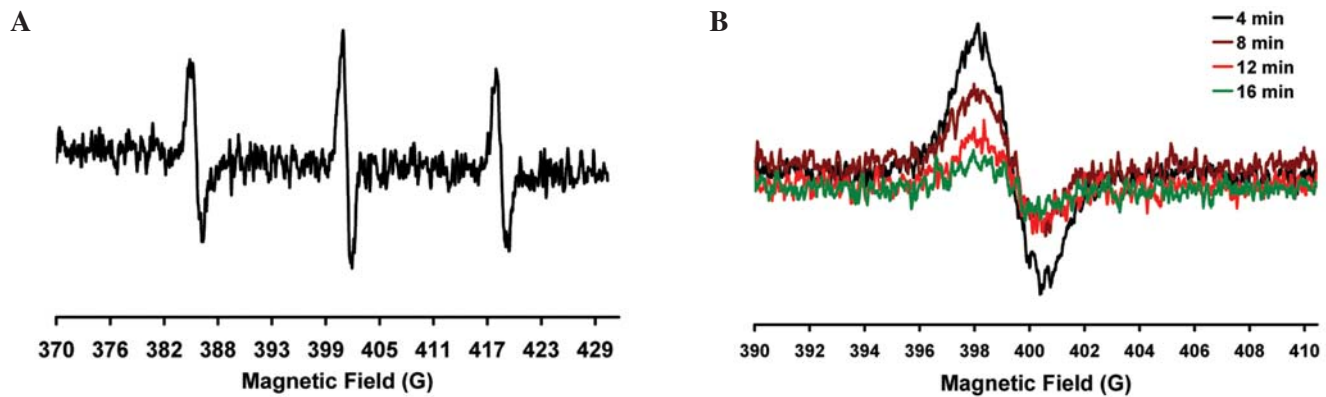 A
370 376 382 388 393 399 405 411 417 423 429
Magnetic Field (G)
B
4 min
8 min
12 min
16 min
390 392 394 396 398 400 402 404 406 408 410
Magnetic Field (G)